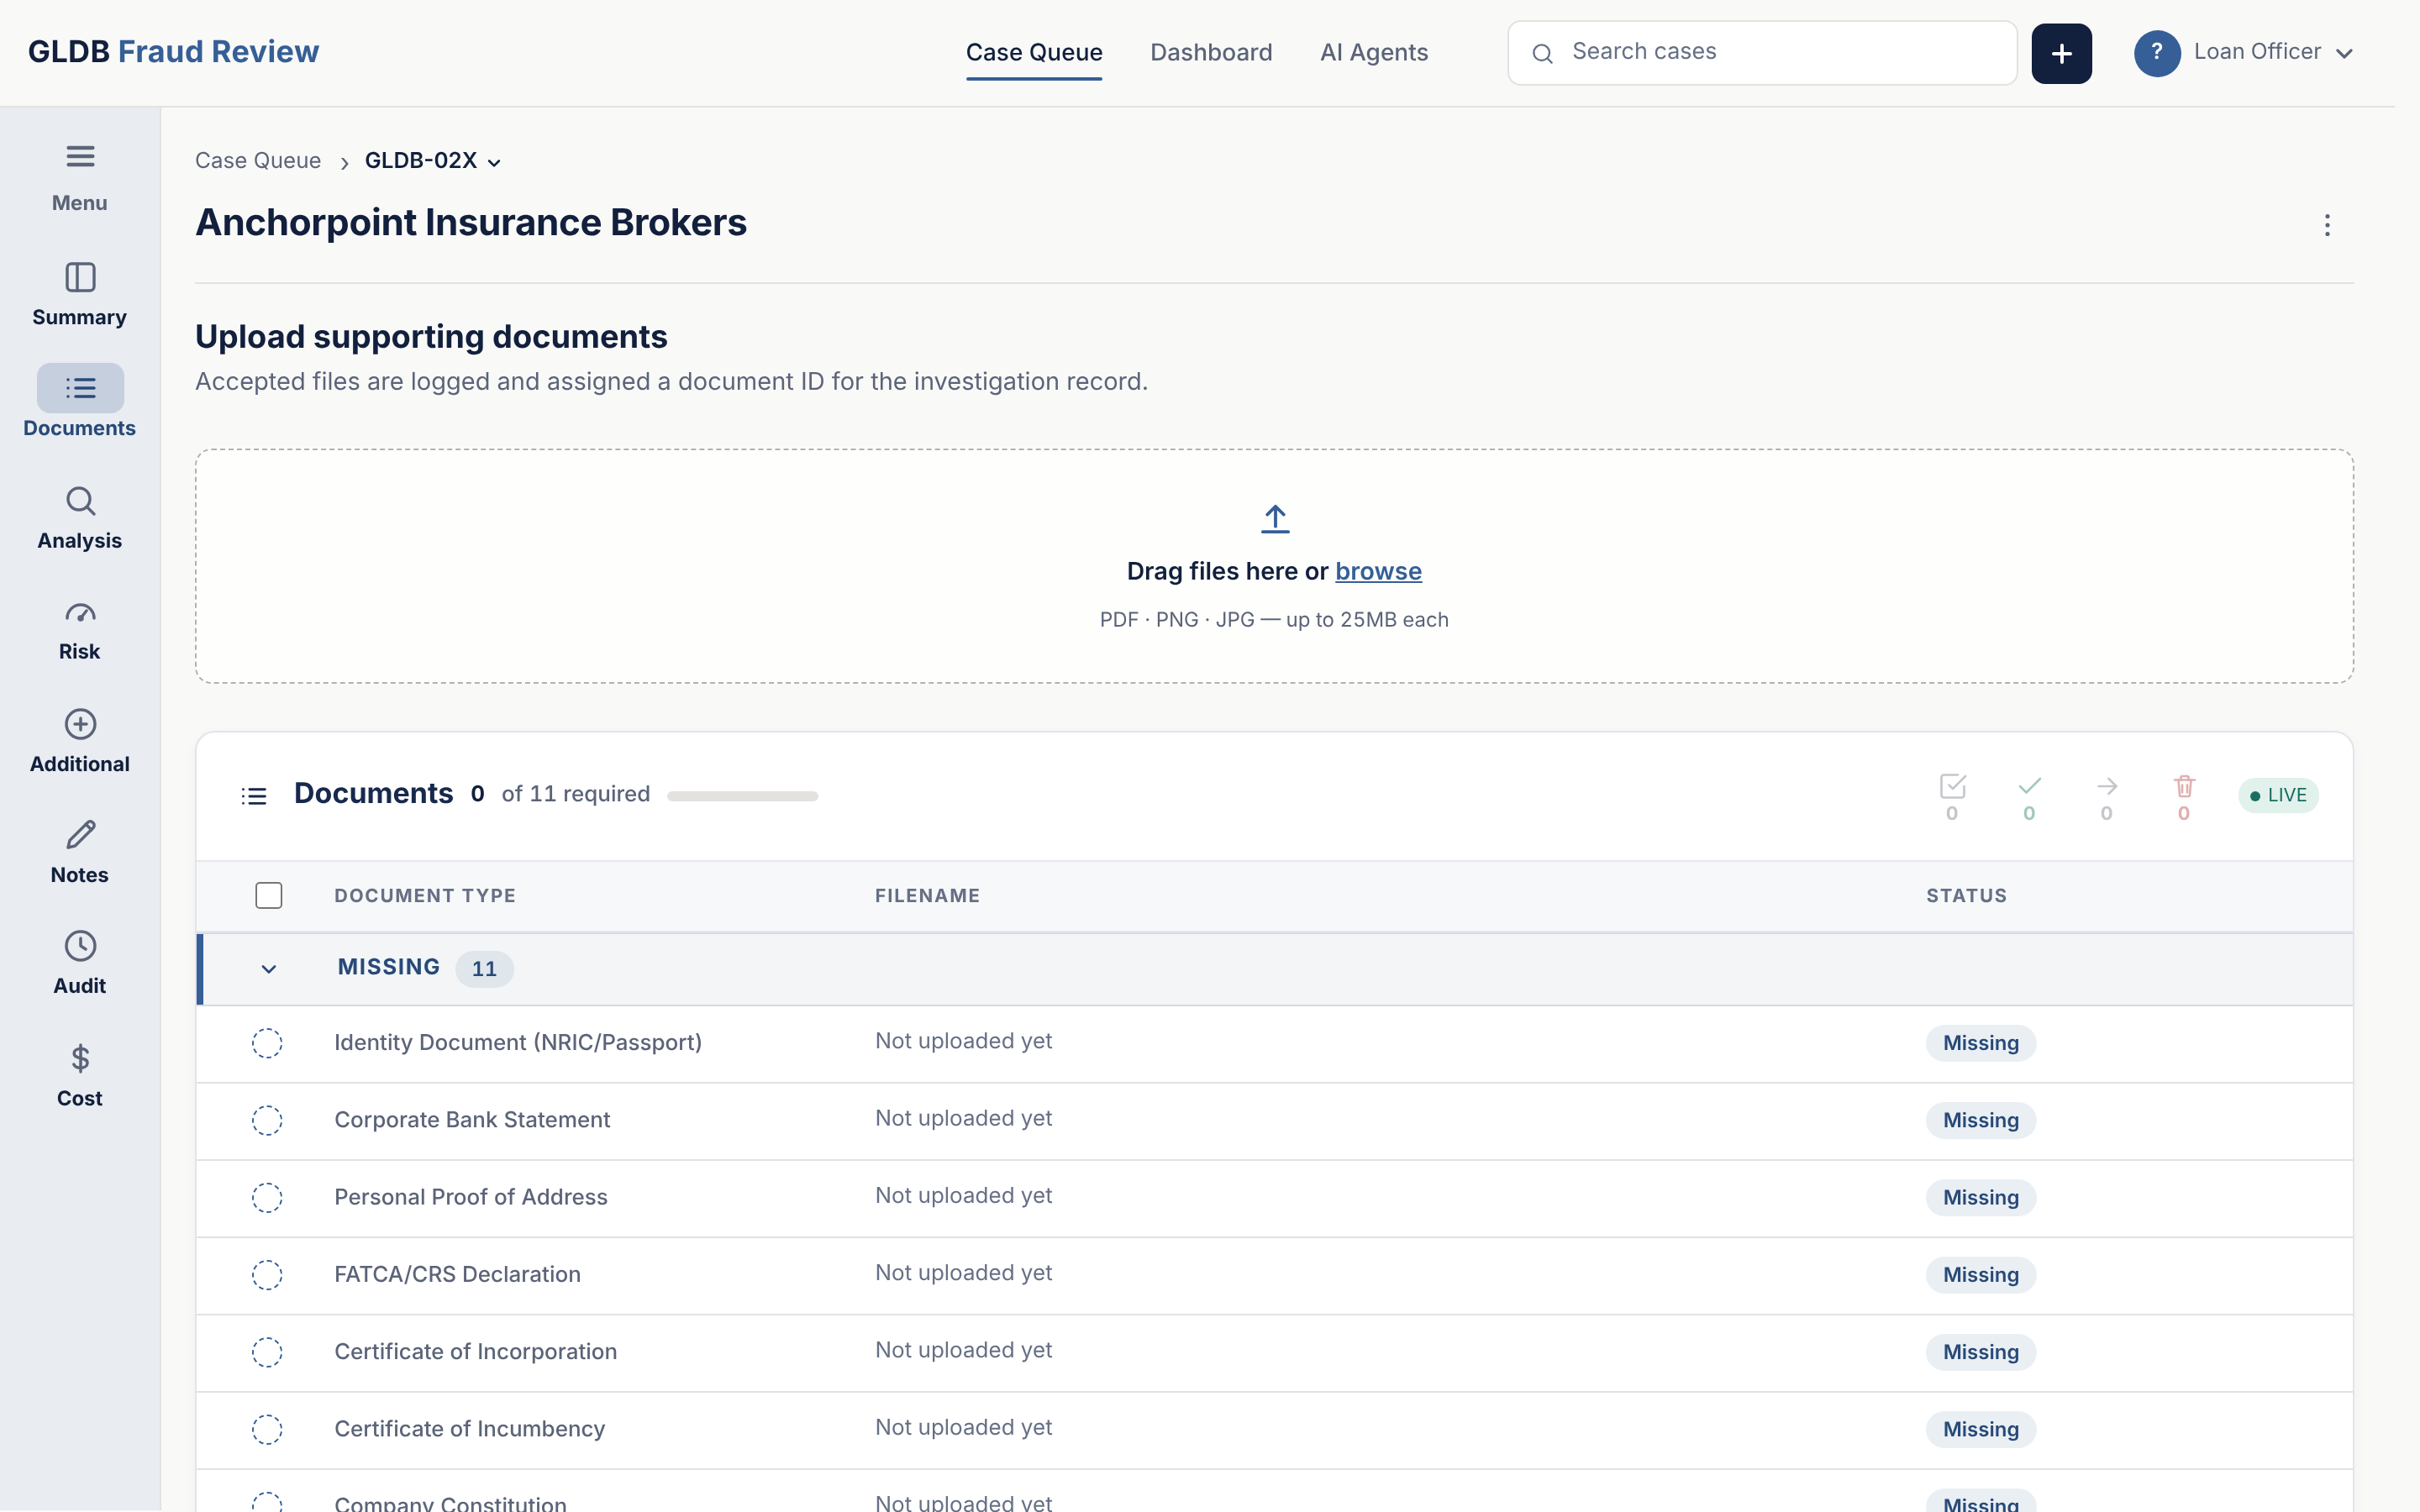 GLDB Fraud Review
Case Queue
Dashboard
AI Agents
Search cases
?
Loan Officer
Menu
Summary
Documents
Analysis
Risk
Additional
Notes
Audit
Cost
Case Queue › GLDB-02X
Anchorpoint Insurance Brokers
Upload supporting documents
Accepted files are logged and assigned a document ID for the investigation record.
Drag files here or browse
PDF · PNG · JPG — up to 25MB each
Documents 0 of 11 required
0 0 0 0
LIVE
DOCUMENT TYPE FILENAME STATUS
MISSING 11
Identity Document (NRIC/Passport) Not uploaded yet Missing
Corporate Bank Statement Not uploaded yet Missing
Personal Proof of Address Not uploaded yet Missing
FATCA/CRS Declaration Not uploaded yet Missing
Certificate of Incorporation Not uploaded yet Missing
Certificate of Incumbency Not uploaded yet Missing
Company Constitution Not uploaded yet Missing